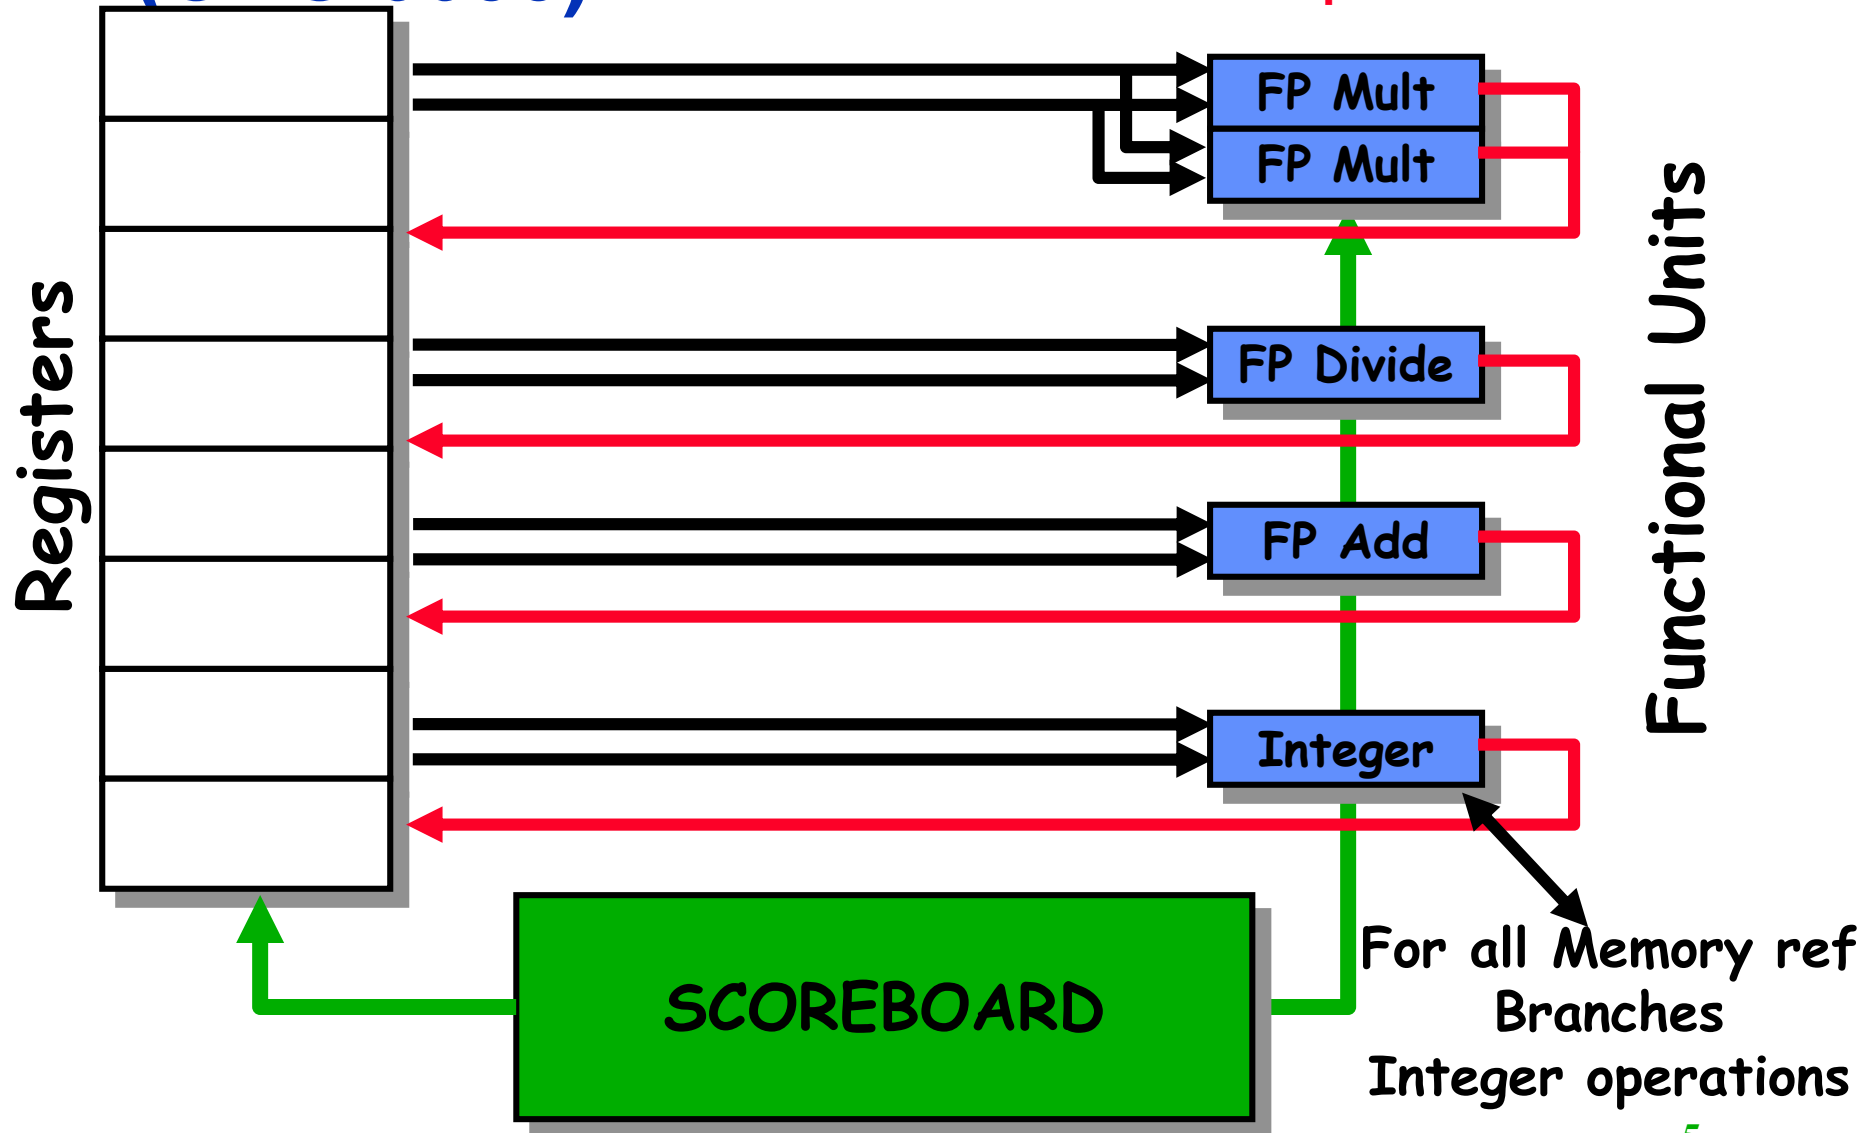 FP Mult
FP Mult
FP Divide
FP Add
Integer
Registers
Functional Units
SCOREBOARD
For all Memory ref
Branches
Integer operations
5